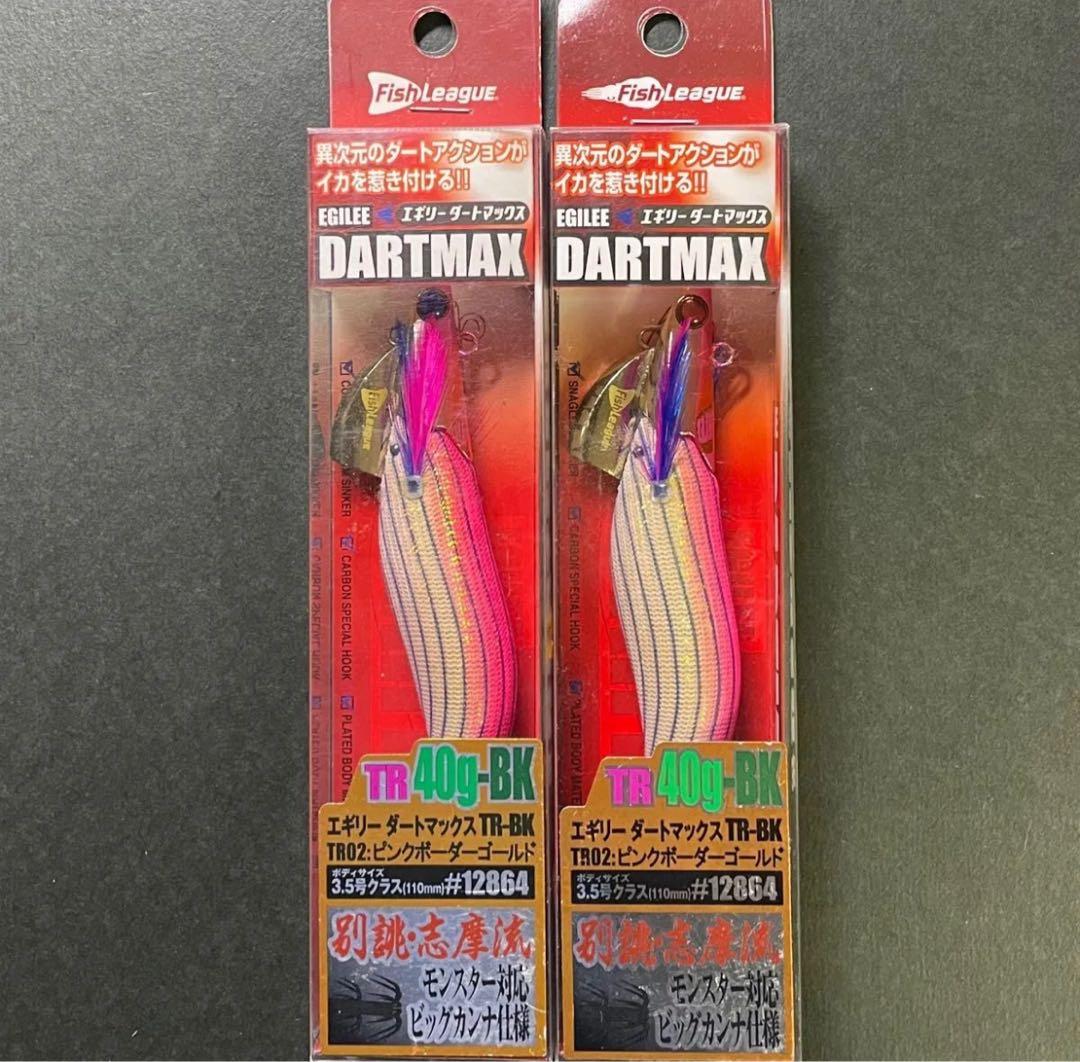 FishLeague
異次元のダートアクションが
イカを惹き付ける!!
EGILEE エギリーダートマックス
DARTMAX
FishLeague
SINKER
CARBON SPECIAL HOOK
PLATED BODY
TR 40g-BK
エギリー ダートマックス TR-BK
TR02:ピンクボーダーゴールド
ボディサイズ
3.5号クラス(110mm) #12864
別誂・志摩流
モンスター対応
ビッグカンナ仕様
FishLeague
異次元のダートアクションが
イカを惹き付ける!!
EGILEE エギリーダートマックス
DARTMAX
FishLeague
CARBON SPECIAL HOOK
PLATED BODY
TR 40g-BK
エギリー ダートマックス TR-BK
TR02:ピンクボーダーゴールド
ボディサイズ
3.5号クラス(110mm) #12864
別誂・志摩流
モンスター対応
ビッグカンナ仕様